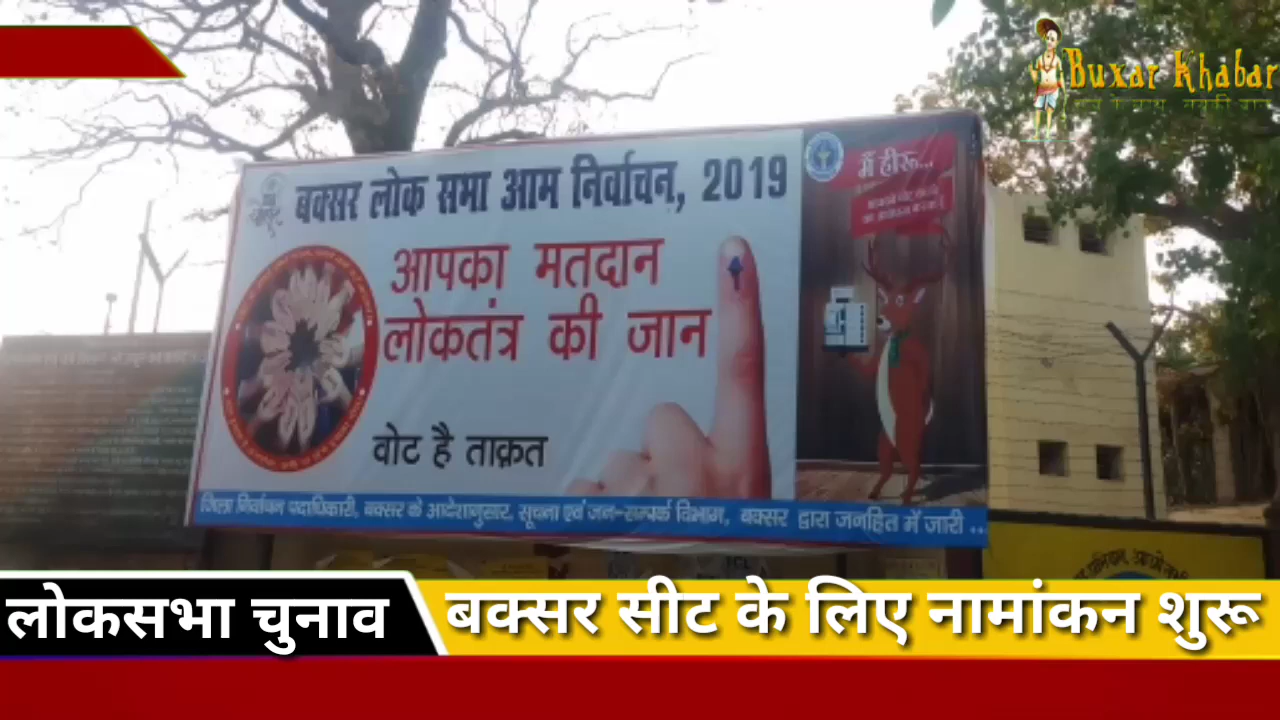 Buxar Khabar
बक्सर लोक सभा आम निर्वाचन, 2019
आपका मतदान
लोकतंत्र की जान
वोट है ताक़त
मैं हीरू...
जिला निर्वाचन पदाधिकारी, बक्सर के आदेशानुसार, सूचना एवं जन-सम्पर्क विभाग, बक्सर द्वारा जनहित में जारी ..
TCL
लोकसभा चुनाव
बक्सर सीट के लिए नामांकन शुरू